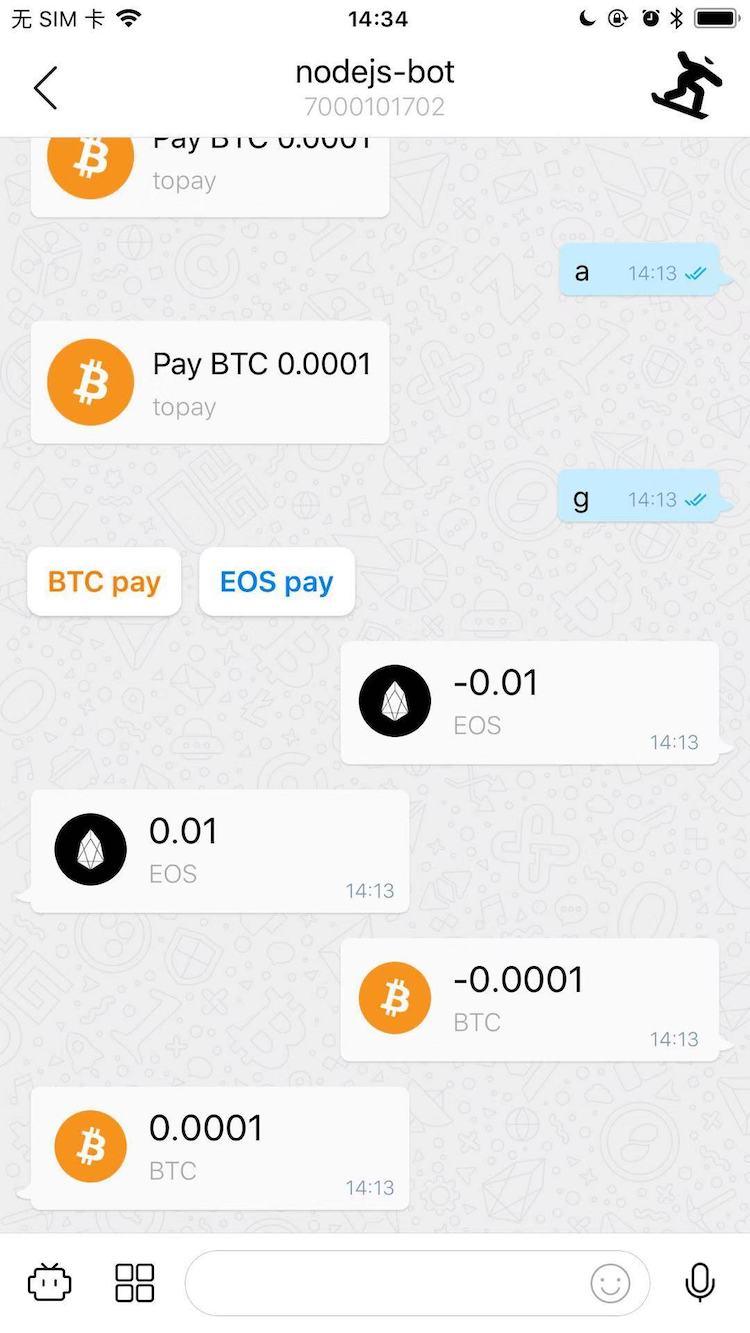 无 SIM 卡
14:34
nodejs-bot
7000101702
Pay BTC 0.0001
topay
a 14:13
Pay BTC 0.0001
topay
g 14:13
BTC pay
EOS pay
-0.01
EOS
14:13
0.01
EOS
14:13
-0.0001
BTC
14:13
0.0001
BTC
14:13